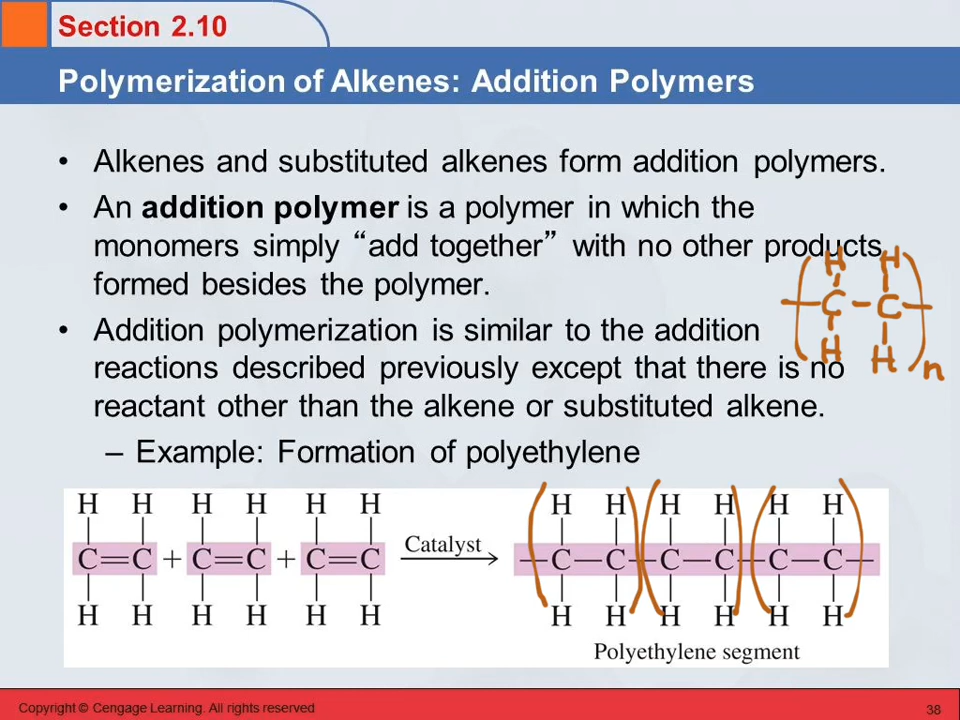 Section 2.10
Polymerization of Alkenes: Addition Polymers
• Alkenes and substituted alkenes form addition polymers.
• An addition polymer is a polymer in which the
monomers simply “add together” with no other products
formed besides the polymer.
• Addition polymerization is similar to the addition
reactions described previously except that there is no
reactant other than the alkene or substituted alkene.
H H
C–C
H H
n
– Example: Formation of polyethylene
H H H H H H H H H H H H
C=C + C=C + C=C Catalyst –C–C–C–C–C–C–
H H H H H H H H H H H H
Polyethylene segment
Copyright © Cengage Learning. All rights reserved
38